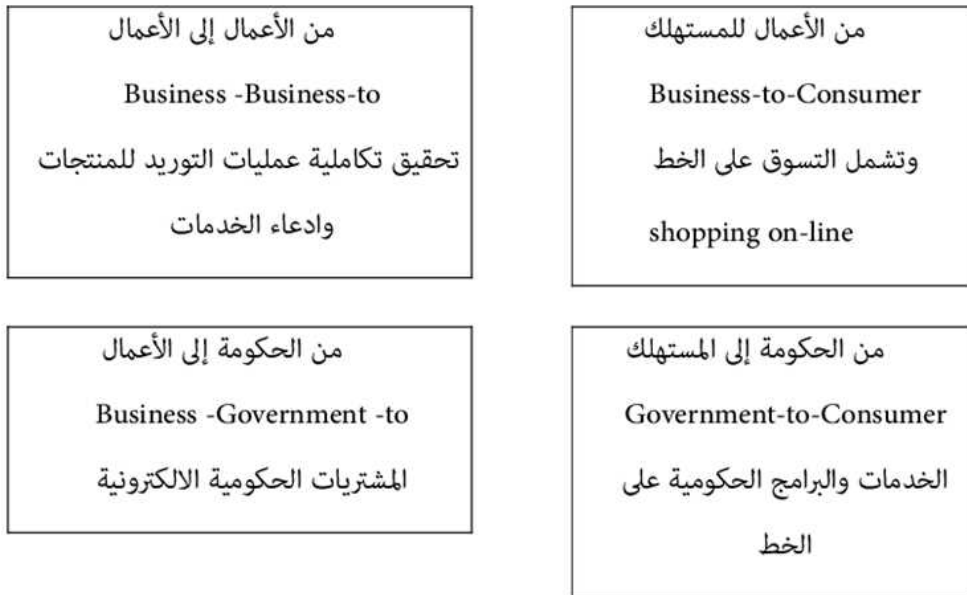 من الأعمال للمستهلك
Business-to-Consumer
وتشمل التسوق على الخط
shopping on-line
من الأعمال إلى الأعمال
Business -Business-to
تحقيق تكاملية عمليات التوريد للمنتجات
وادعاء الخدمات
من الحكومة إلى المستهلك
Government-to-Consumer
الخدمات والبرامج الحكومية على
الخط
من الحكومة إلى الأعمال
Business -Government -to
المشتريات الحكومية الالكترونية